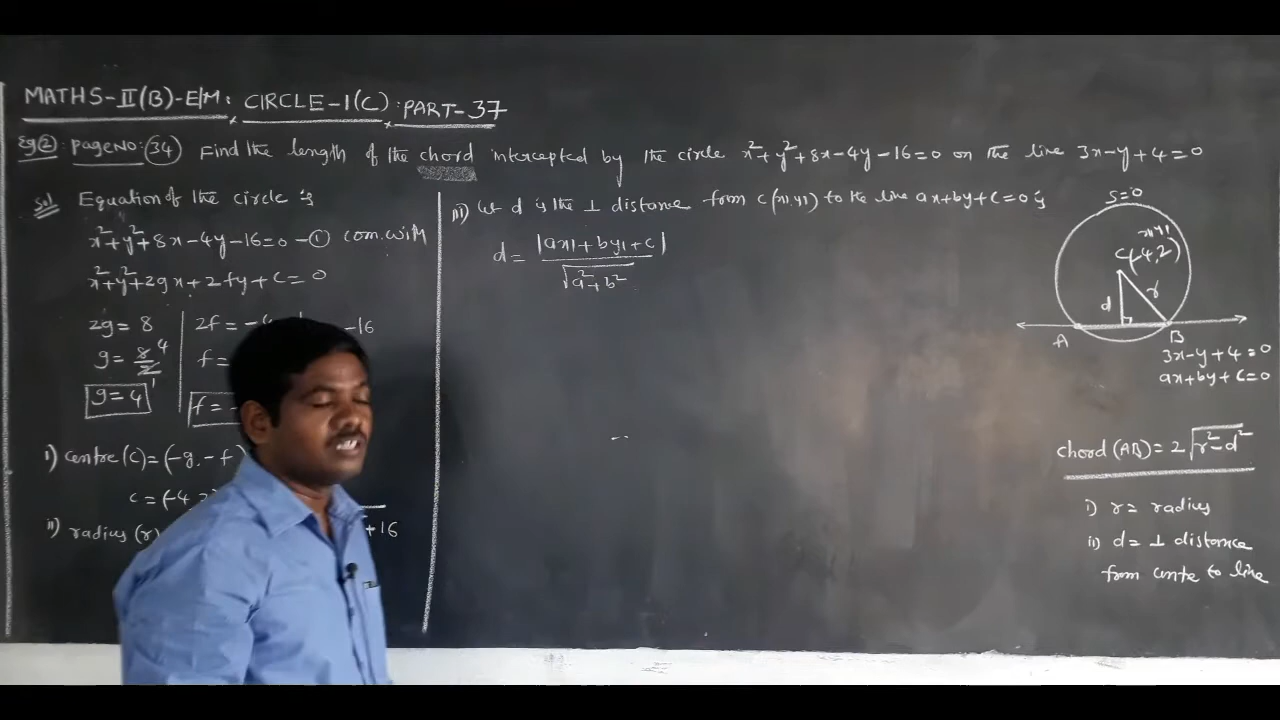 MATHS-II(B)-E/M: CIRCLE-1(C): PART-37
Eg②: PageNO: (34) Find the length of the chord intercepted by the circle x²+y²+8x-4y-16=0 on the line 3x-y+4=0
Sol Equation of the circle is
x²+y²+8x-4y-16=0 -① com.with
x²+y²+2gx+2fy+c=0
2g=8 | 2f=-4 -16
g=8/2 4 1 | f=
g=4 | f=-
i) centre(c)=(-g,-f)
c=(-4,2
ii) radius(r) +16
iii) let d is the ⊥ distance from c(x1,y1) to the line ax+by+c=0 is
d= |ax1+by1+c| / √a²+b²
S=0
x1 y1
C(-4,2)
d r
A B
3x-y+4=0
ax+by+c=0
chord(AB)=2√r²-d²
i) r= radius
ii) d= ⊥ distance
from centre to line